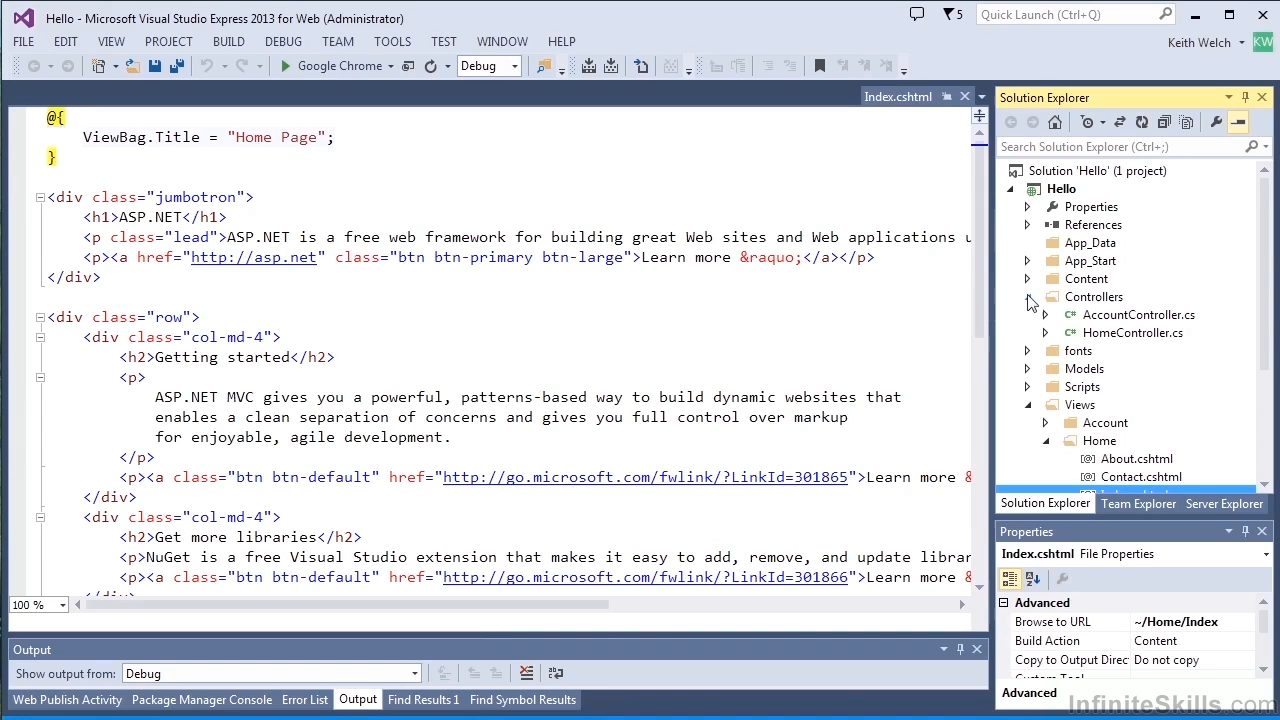 Hello - Microsoft Visual Studio Express 2013 for Web (Administrator)
5
Quick Launch (Ctrl+Q)
FILE EDIT VIEW PROJECT BUILD DEBUG TEAM TOOLS TEST WINDOW HELP
Keith Welch KW
Google Chrome Debug
Index.cshtml
@{
ViewBag.Title = "Home Page";
}
<div class="jumbotron">
<h1>ASP.NET</h1>
<p class="lead">ASP.NET is a free web framework for building great Web sites and Web applications u
<p><a href="http://asp.net" class="btn btn-primary btn-large">Learn more &raquo;</a></p>
</div>
<div class="row">
<div class="col-md-4">
<h2>Getting started</h2>
<p>
ASP.NET MVC gives you a powerful, patterns-based way to build dynamic websites that
enables a clean separation of concerns and gives you full control over markup
for enjoyable, agile development.
</p>
<p><a class="btn btn-default" href="http://go.microsoft.com/fwlink/?LinkId=301865">Learn more &
</div>
<div class="col-md-4">
<h2>Get more libraries</h2>
<p>NuGet is a free Visual Studio extension that makes it easy to add, remove, and update librar
<p><a class="btn btn-default" href="http://go.microsoft.com/fwlink/?LinkId=301866">Learn more &
100 %
Output
Show output from: Debug
Web Publish Activity Package Manager Console Error List Output Find Results 1 Find Symbol Results
Solution Explorer
Search Solution Explorer (Ctrl+;)
Solution 'Hello' (1 project)
Hello
Properties
References
App_Data
App_Start
Content
Controllers
AccountController.cs
HomeController.cs
fonts
Models
Scripts
Views
Account
Home
About.cshtml
Contact.cshtml
Solution Explorer Team Explorer Server Explorer
Properties
Index.cshtml File Properties
Advanced
Browse to URL ~/Home/Index
Build Action Content
Copy to Output Direc Do not copy
Advanced
InfiniteSkills.com